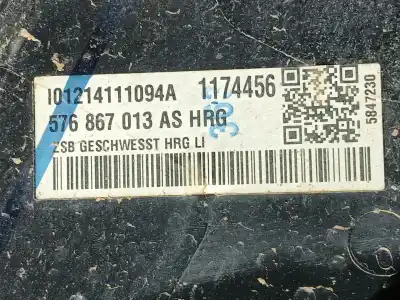 I01214111094A 1174456
576 867 013 AS HRG
ZSB GESCHWESST HRG LI
5847230